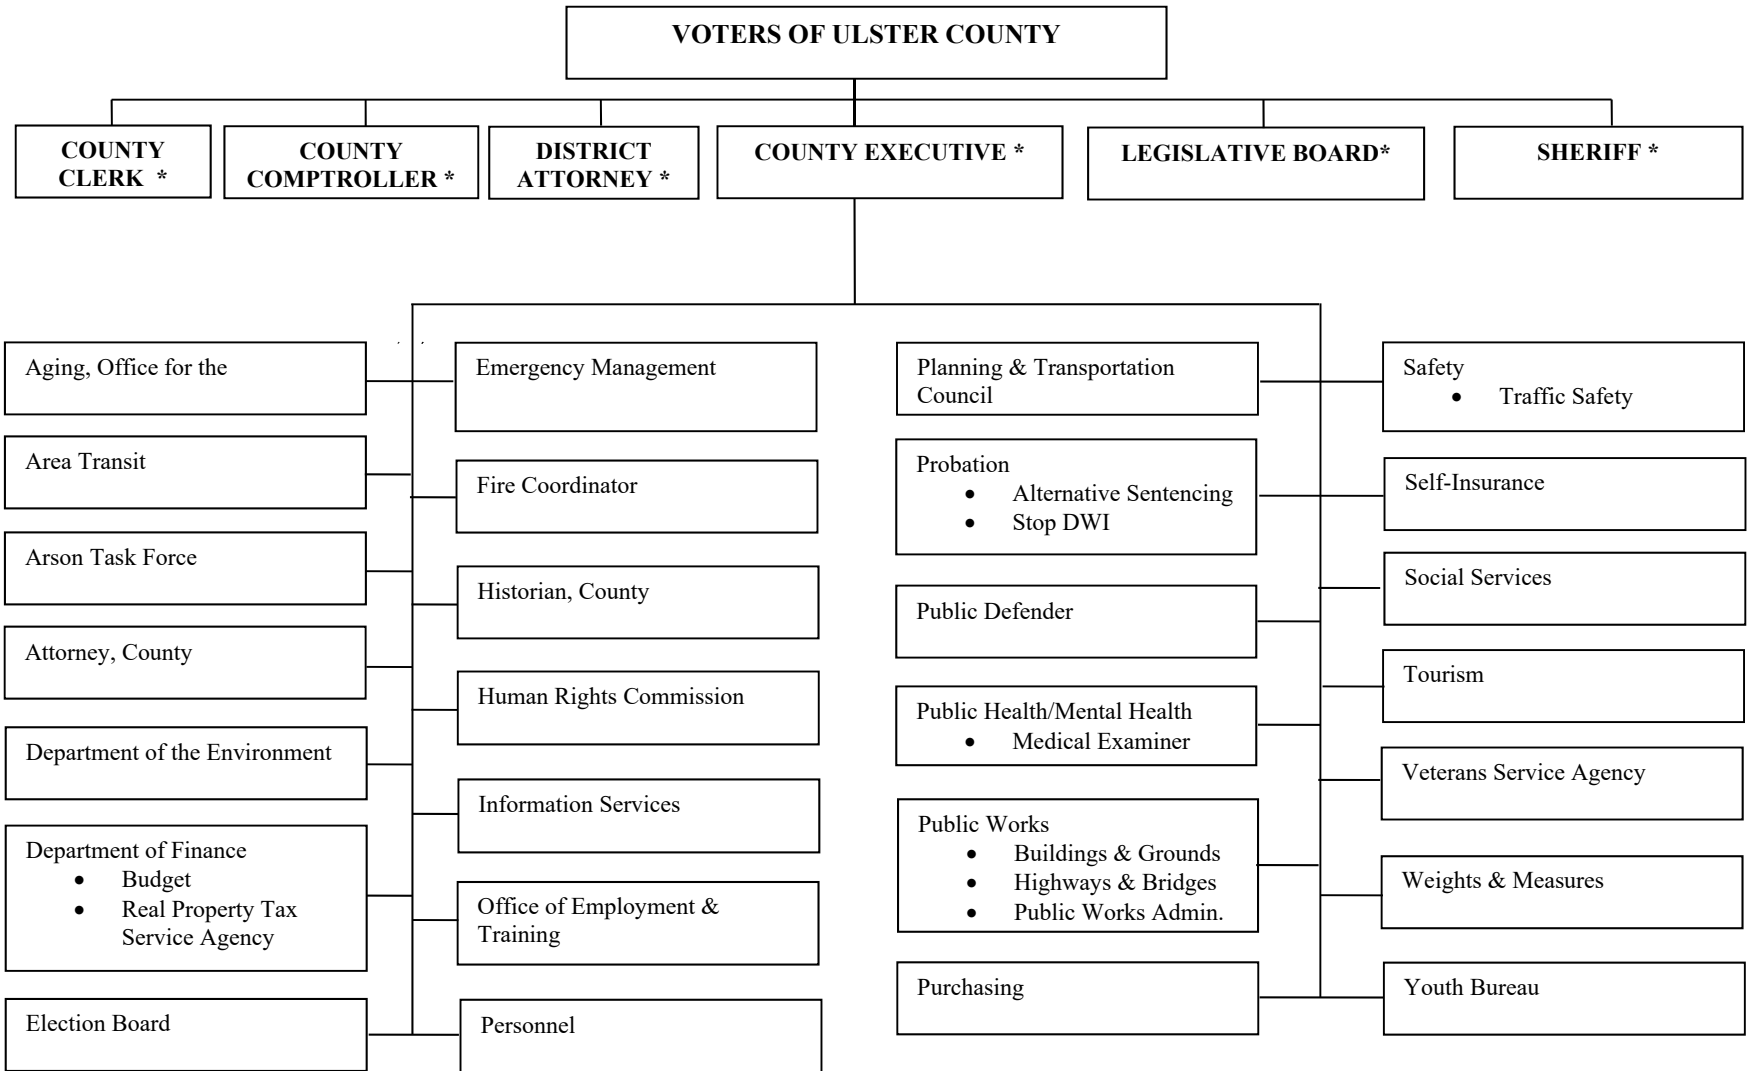 VOTERS OF ULSTER COUNTY
COUNTY
CLERK *
COUNTY
COMPTROLLER *
DISTRICT
ATTORNEY *
COUNTY EXECUTIVE *
LEGISLATIVE BOARD*
SHERIFF *
Aging, Office for the
Area Transit
Arson Task Force
Attorney, County
Department of the Environment
Department of Finance
• Budget
• Real Property Tax
Service Agency
Election Board
Emergency Management
Fire Coordinator
Historian, County
Human Rights Commission
Information Services
Office of Employment &
Training
Personnel
Planning & Transportation
Council
Probation
• Alternative Sentencing
• Stop DWI
Public Defender
Public Health/Mental Health
• Medical Examiner
Public Works
• Buildings & Grounds
• Highways & Bridges
• Public Works Admin.
Purchasing
Safety
• Traffic Safety
Self-Insurance
Social Services
Tourism
Veterans Service Agency
Weights & Measures
Youth Bureau